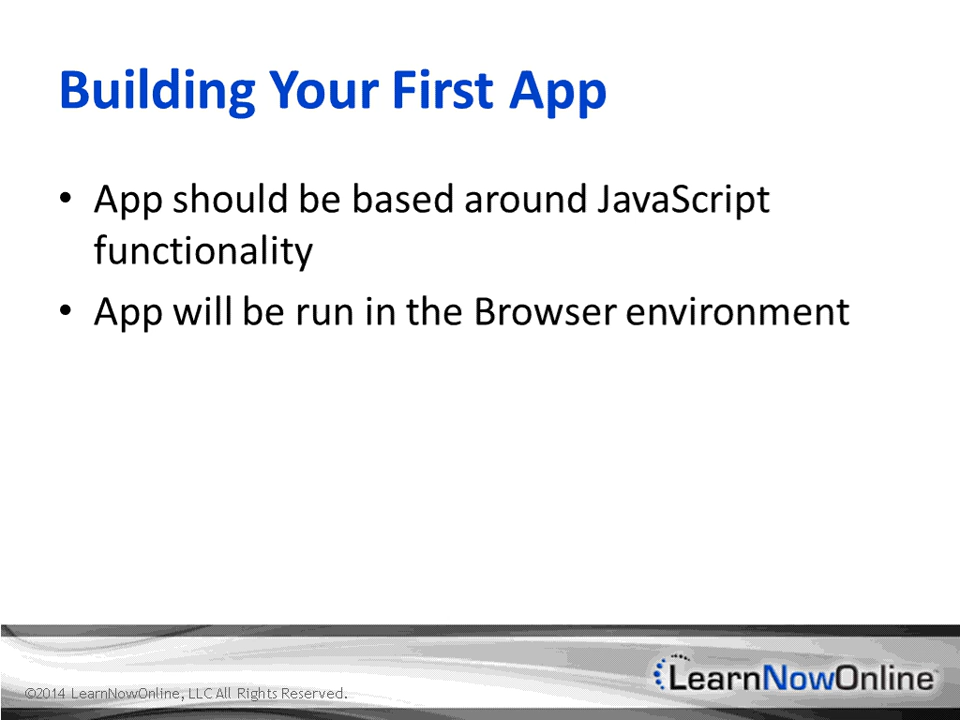 Building Your First App
• App should be based around JavaScript
functionality
• App will be run in the Browser environment
©2014 LearnNowOnline, LLC All Rights Reserved.
LearnNowOnline